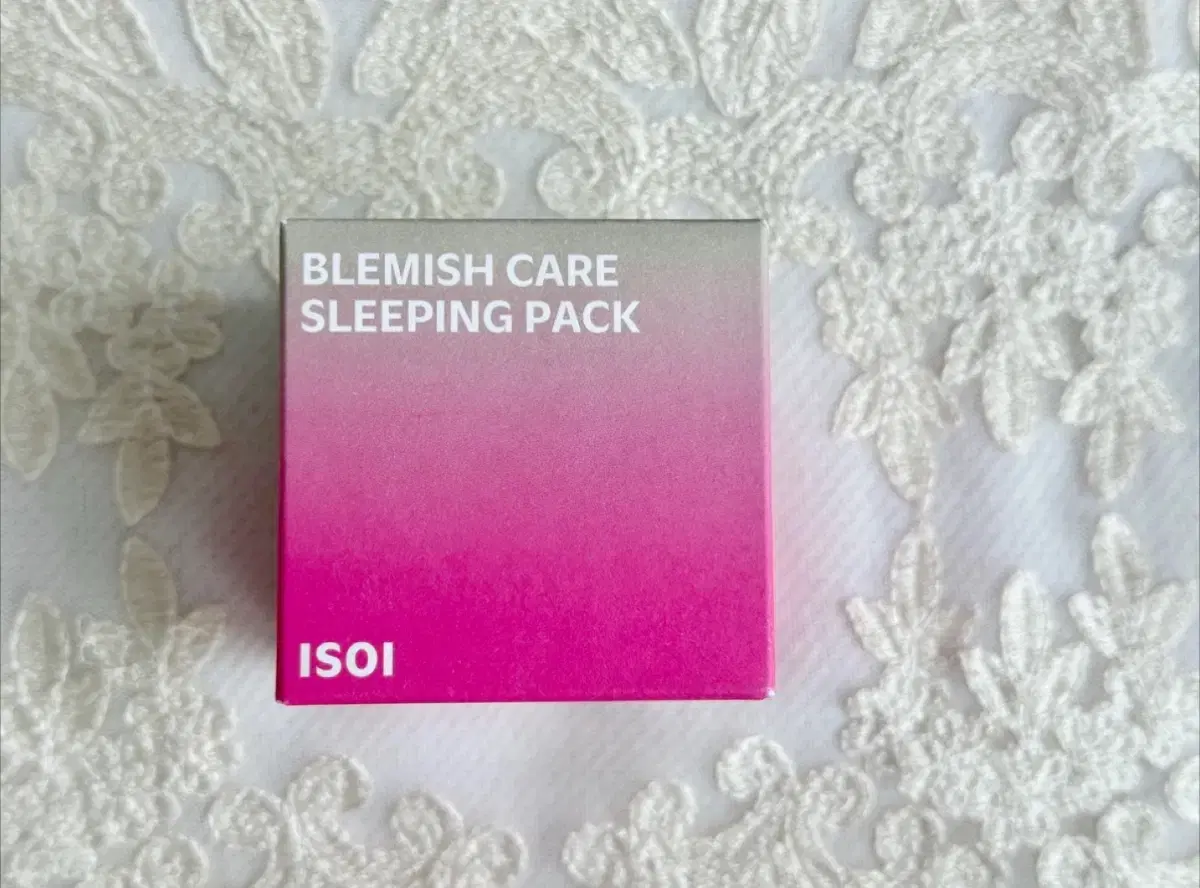 BLEMISH CARE
SLEEPING PACK
ISOI